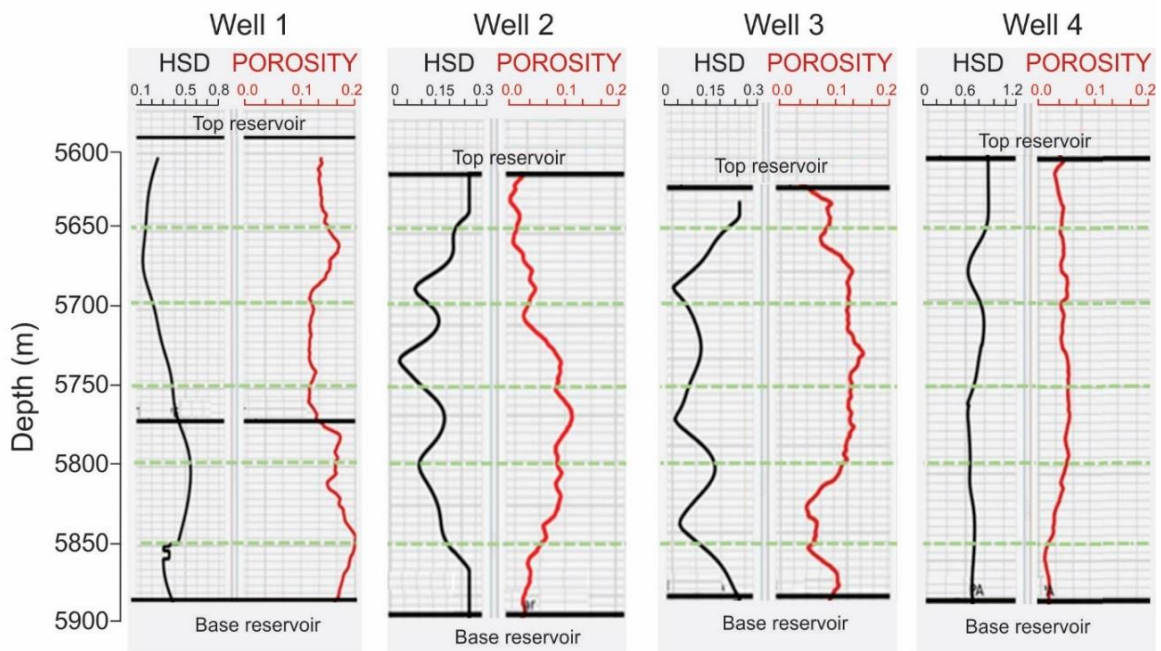 Well 1 Well 2 Well 3 Well 4
HSD POROSITY HSD POROSITY HSD POROSITY HSD POROSITY
0.1 0.5 0.8 0.0 0.1 0.2 0 0.15 0.3 0.0 0.1 0.2 0 0.15 0.3 0.0 0.1 0.2 0 0.6 1.2 0.0 0.1 0.2
Top reservoir
Top reservoir
Top reservoir
Top reservoir
Depth (m)
5600
5650
5700
5750
5800
5850
5900
Base reservoir
Base reservoir
Base reservoir
Base reservoir